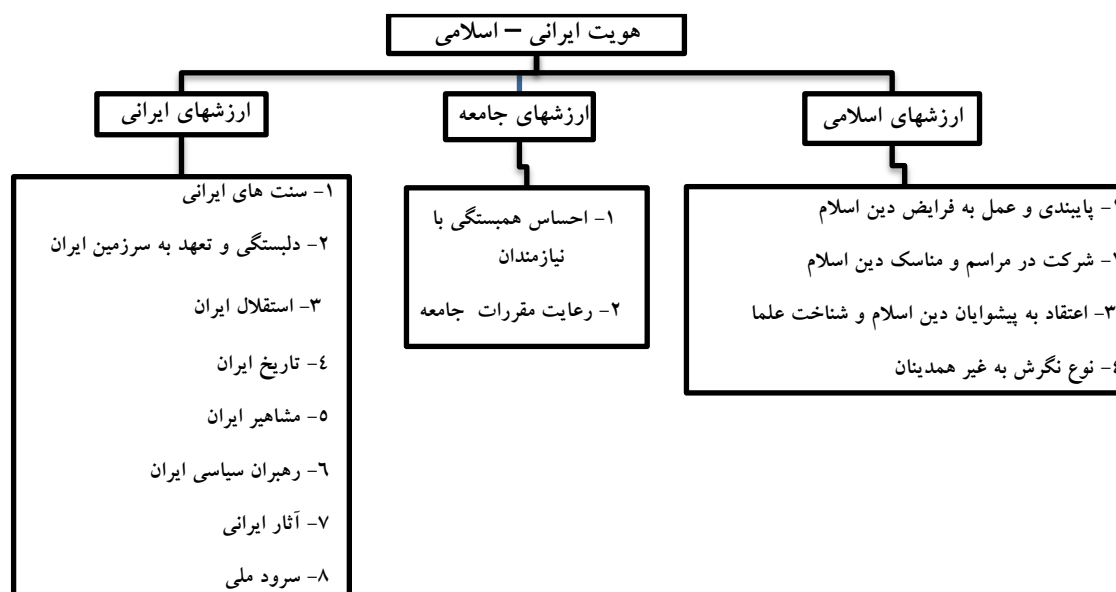 هویت ایرانی – اسلامی
ارزشهای اسلامی
ارزشهای جامعه
ارزشهای ایرانی
۱- پایبندی و عمل به فرایض دین اسلام
۲- شرکت در مراسم و مناسک دین اسلام
۳- اعتقاد به پیشوایان دین اسلام و شناخت علما
٤- نوع نگرش به غیر همدینان
۱- احساس همبستگی با
نیازمندان
۲- رعایت مقررات جامعه
۱- سنت های ایرانی
۲- دلبستگی و تعهد به سرزمین ایران
۳- استقلال ایران
٤- تاریخ ایران
٥- مشاهیر ایران
٦- رهبران سیاسی ایران
۷- آثار ایرانی
۸- سرود ملی